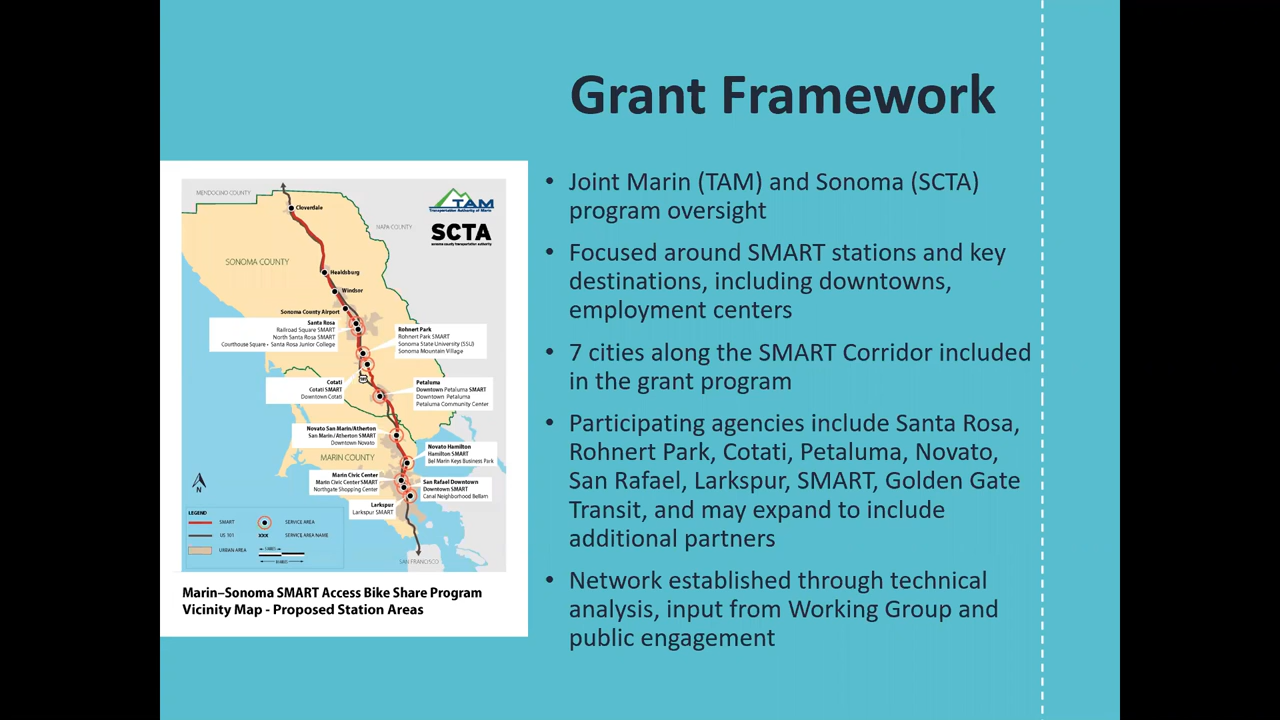 Grant Framework
MENDOCINO COUNTY
Cloverdale
TAM
Transportation Authority of Marin
NAPA COUNTY
SCTA
sonoma county transportation authority
SONOMA COUNTY
Healdsburg
Windsor
Sonoma County Airport
Santa Rosa
Railroad Square SMART
North Santa Rosa SMART
Courthouse Square • Santa Rosa Junior College
Rohnert Park
Rohnert Park SMART
Sonoma State University (SSU)
Sonoma Mountain Village
Cotati
Cotati SMART
Downtown Cotati
Petaluma
Downtown Petaluma SMART
Downtown Petaluma
Petaluma Community Center
Novato San Marin/Atherton
San Marin/Atherton SMART
Downtown Novato
Novato Hamilton
Hamilton SMART
Bel Marin Keys Business Park
MARIN COUNTY
Marin Civic Center
Marin Civic Center SMART
Northgate Shopping Center
San Rafael Downtown
Downtown SMART
Canal Neighborhood Bellam
Larkspur
Larkspur SMART
N
LEGEND
SMART
SERVICE AREA
US 101
XXX
SERVICE AREA NAME
URBAN AREA
SAN FRANCISCO
Marin–Sonoma SMART Access Bike Share Program
Vicinity Map - Proposed Station Areas
• Joint Marin (TAM) and Sonoma (SCTA)
program oversight
• Focused around SMART stations and key
destinations, including downtowns,
employment centers
• 7 cities along the SMART Corridor included
in the grant program
• Participating agencies include Santa Rosa,
Rohnert Park, Cotati, Petaluma, Novato,
San Rafael, Larkspur, SMART, Golden Gate
Transit, and may expand to include
additional partners
• Network established through technical
analysis, input from Working Group and
public engagement